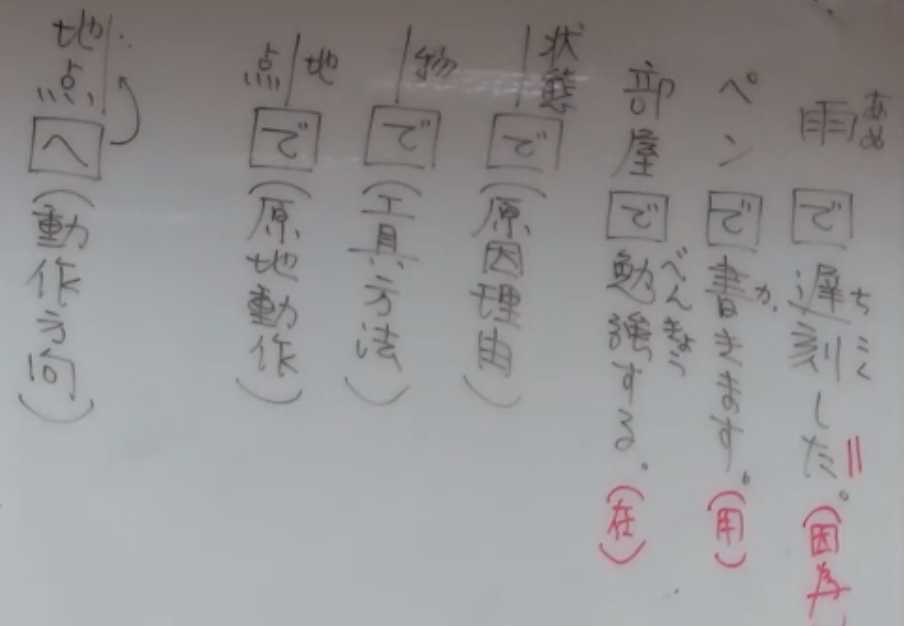 雨で遅刻した。(因為)
あめ
ちこく
ペンで書きます。(用)
か
部屋で勉強する。(在)
べんきょう
状態で(原因理由)
物で(工具方法)
地点で(原地動作)
地点へ(動作方向)